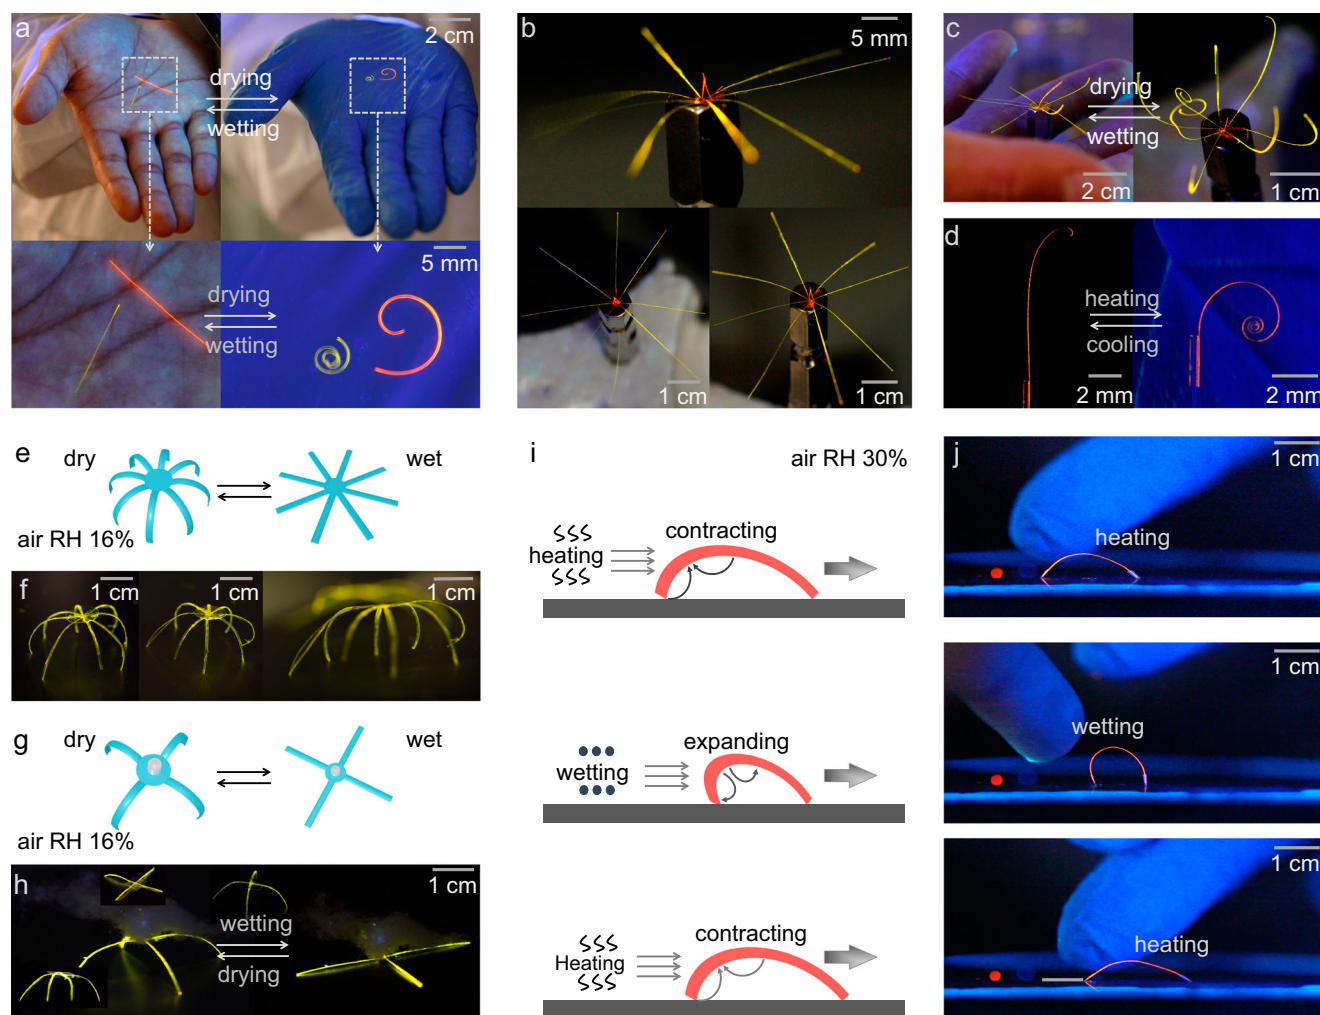 a
2 cm
drying
wetting
5 mm
drying
wetting
b
5 mm
1 cm
1 cm
c
drying
wetting
2 cm
1 cm
d
heating
cooling
2 mm
2 mm
e
dry
wet
air RH 16%
f
1 cm
1 cm
1 cm
g
dry
wet
air RH 16%
h
1 cm
wetting
drying
i
air RH 30%
contracting
heating
expanding
wetting
contracting
Heating
j
1 cm
heating
1 cm
wetting
1 cm
heating